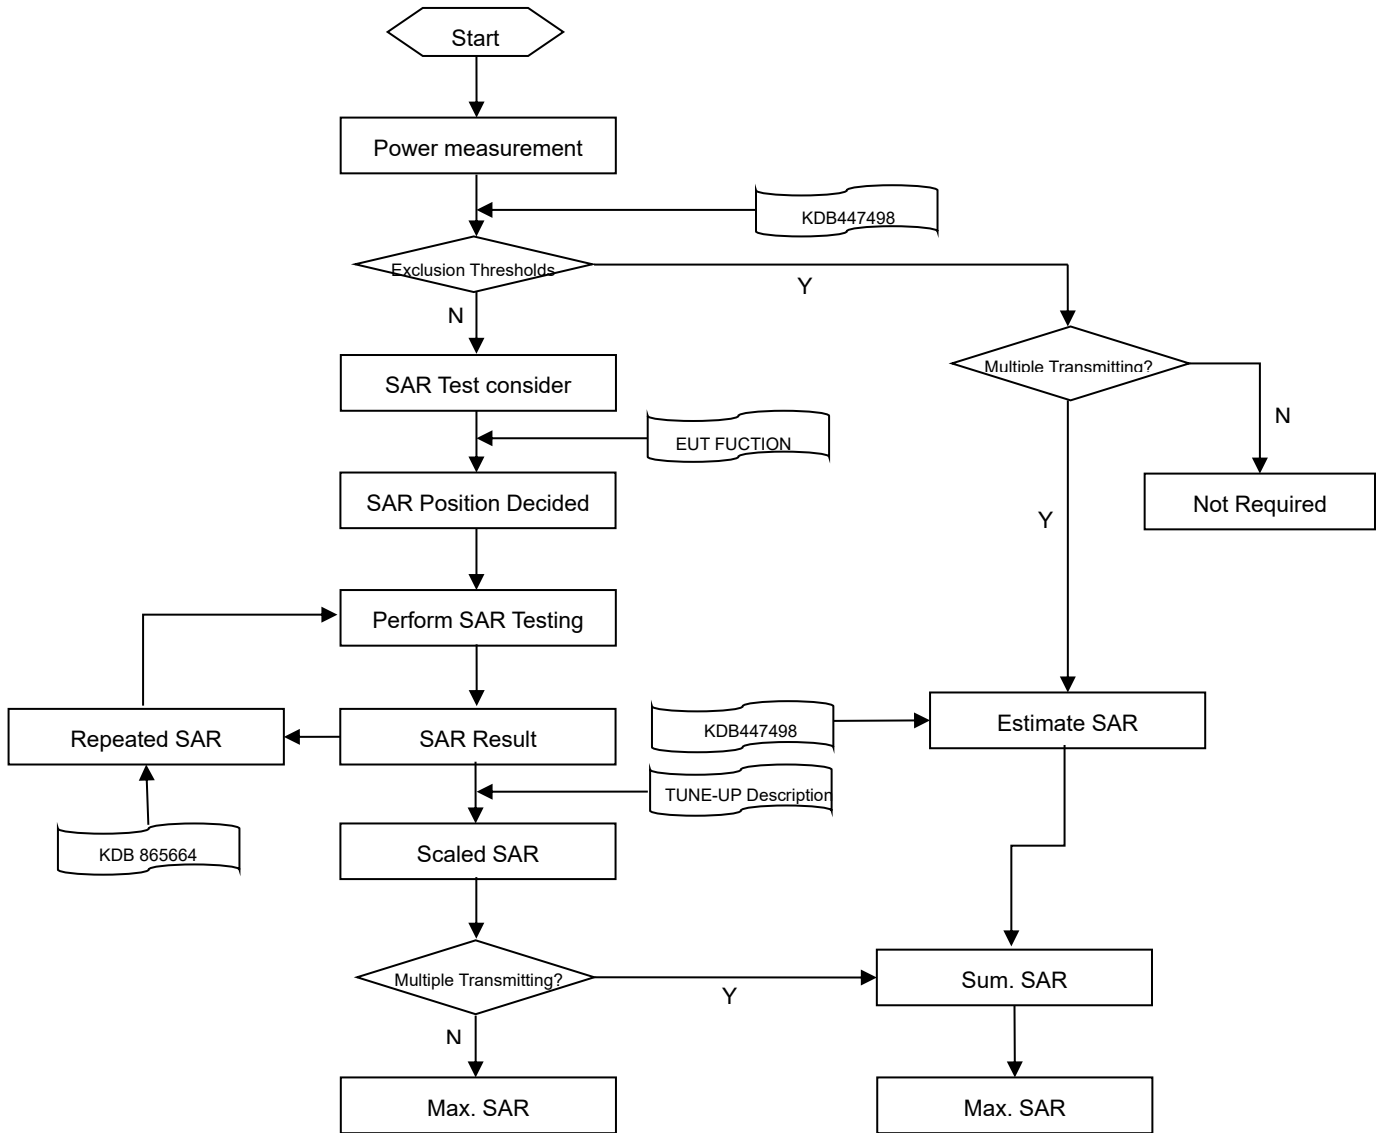 Start
Power measurement
KDB447498
Exclusion Thresholds
Y
N
Multiple Transmitting?
SAR Test consider
N
EUT FUCTION
SAR Position Decided
Not Required
Y
Perform SAR Testing
Repeated SAR
SAR Result
KDB447498
Estimate SAR
TUNE-UP Description
KDB 865664
Scaled SAR
Multiple Transmitting?
Y
Sum. SAR
N
Max. SAR
Max. SAR